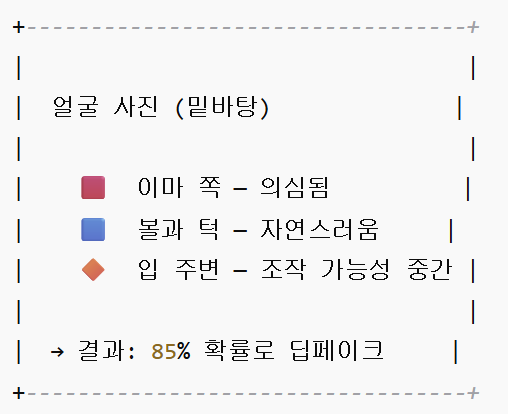 +----------------------------------+
|                                  |
|  얼굴 사진 (밑바탕)              |
|                                  |
|    🟥  이마 쪽 – 의심됨          |
|    🟦  볼과 턱 – 자연스러움     |
|    🔶  입 주변 – 조작 가능성 중간 |
|                                  |
|  → 결과: 85% 확률로 딥페이크     |
+----------------------------------+